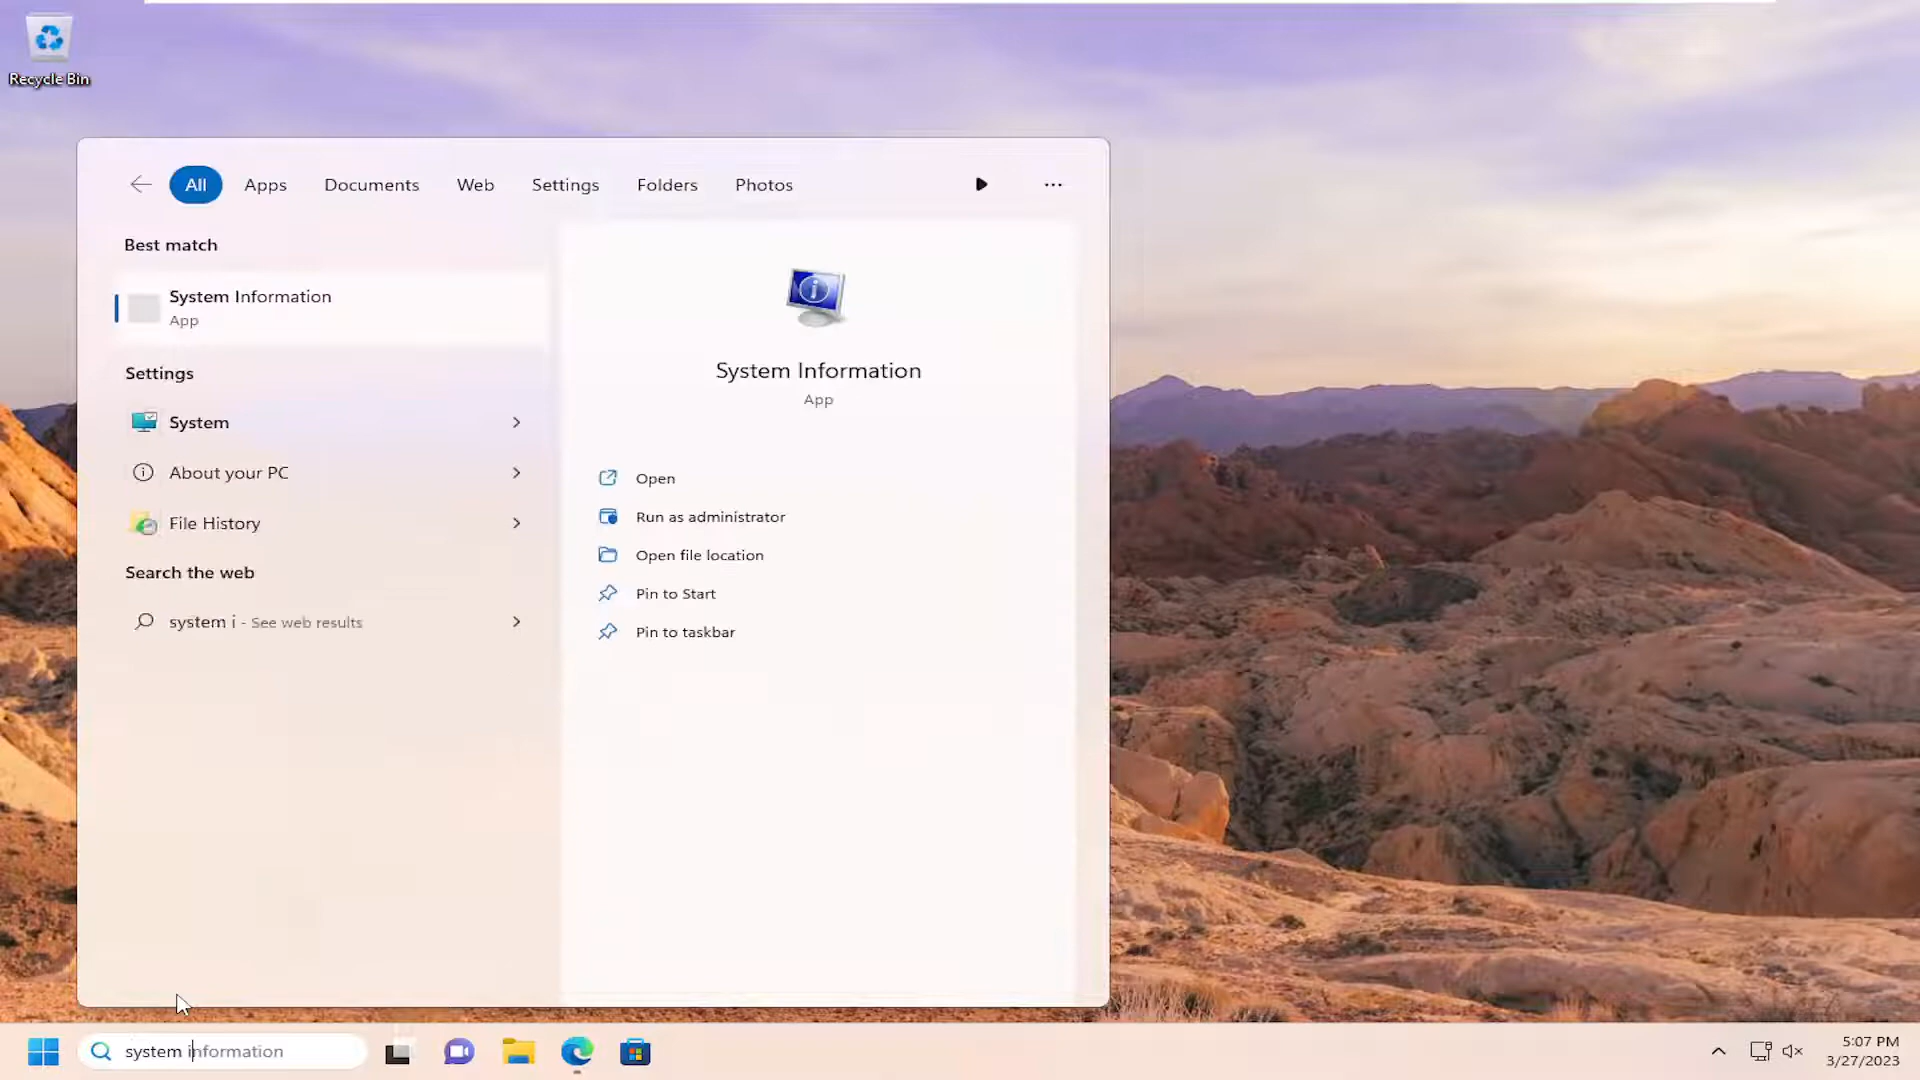 Recycle Bin
All Apps Documents Web Settings Folders Photos
Best match
System Information
App
Settings
System
About your PC
File History
Search the web
system i - See web results
System Information
App
Open
Run as administrator
Open file location
Pin to Start
Pin to taskbar
system information
5:07 PM
3/27/2023